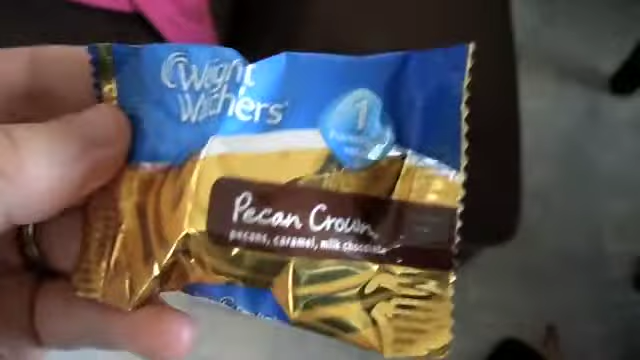 Weight
Watchers
1
Pecan Crown
pecans, caramel, milk chocolate